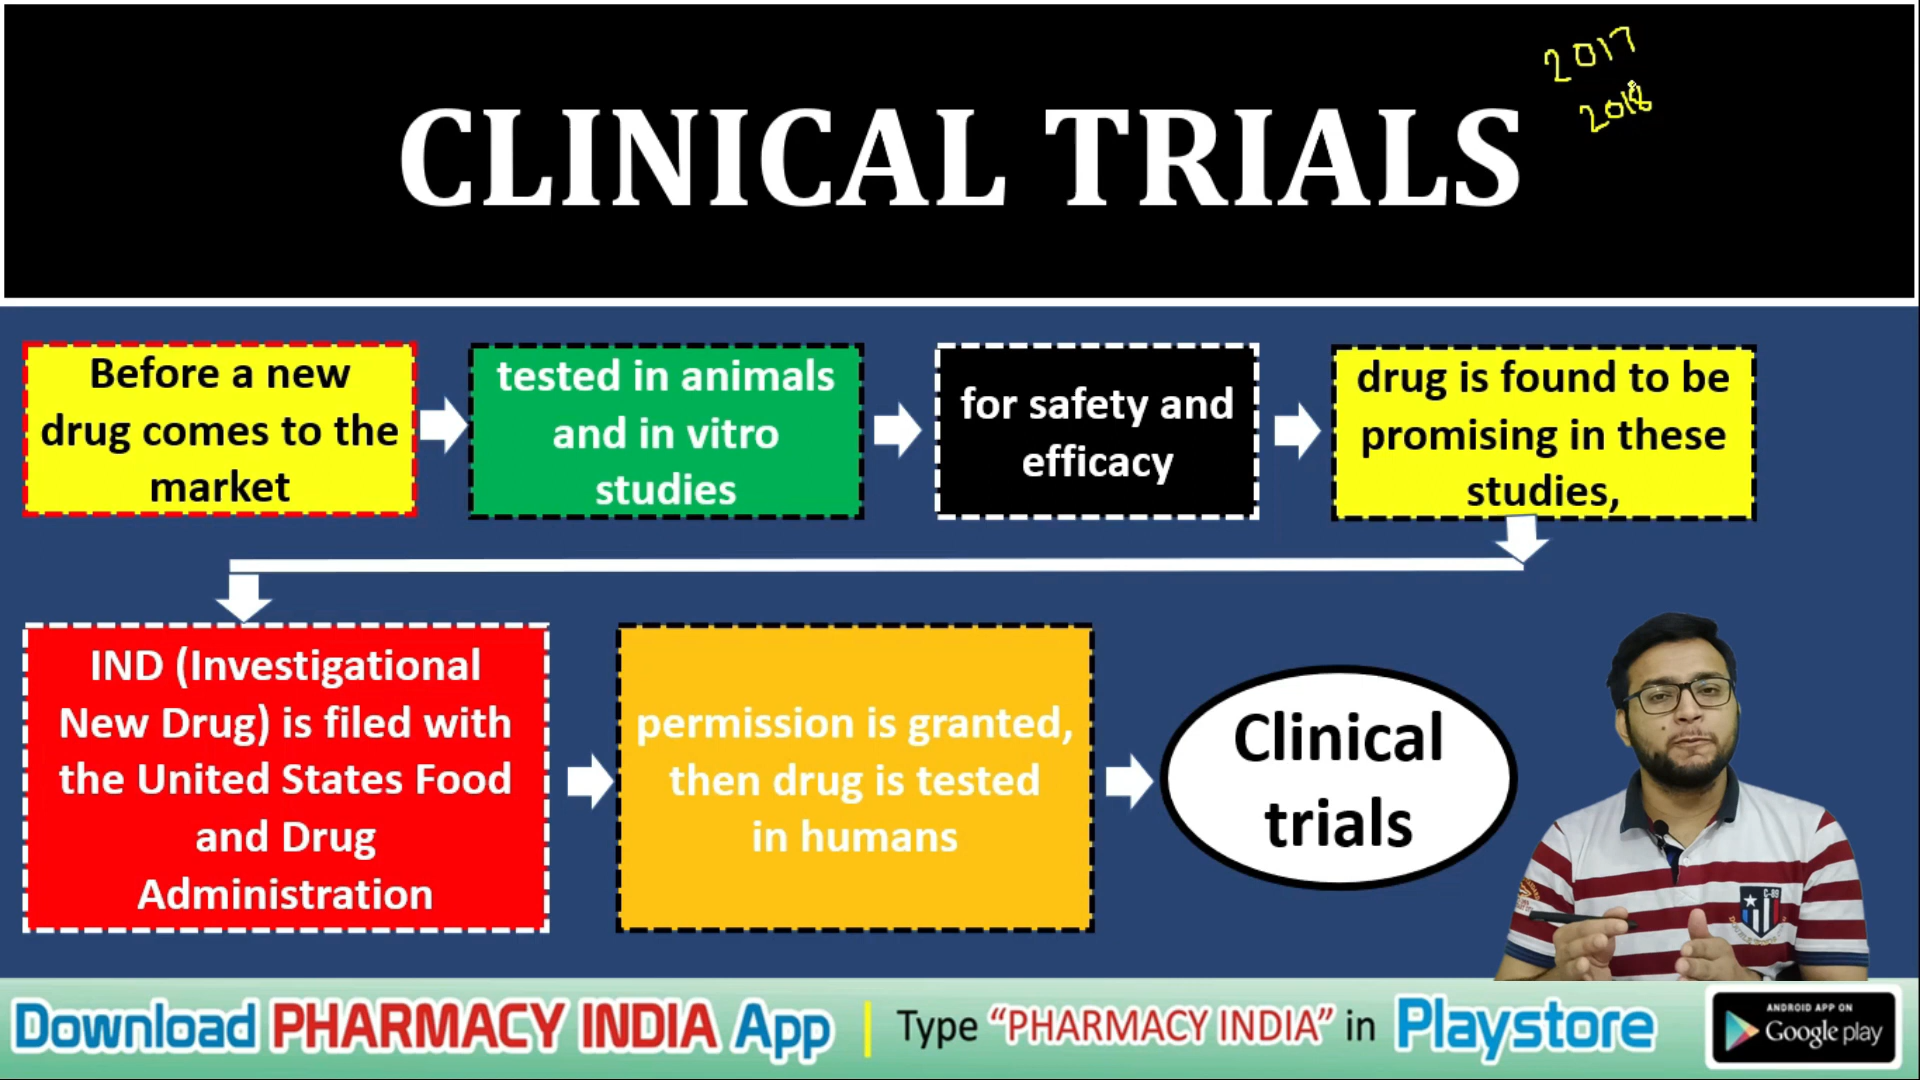 2017
2018
CLINICAL TRIALS
Before a new
drug comes to the
market
tested in animals
and in vitro
studies
for safety and
efficacy
drug is found to be
promising in these
studies,
IND (Investigational
New Drug) is filed with
the United States Food
and Drug
Administration
permission is granted,
then drug is tested
in humans
Clinical
trials
C-89
Download PHARMACY INDIA App | Type “PHARMACY INDIA” in Playstore
ANDROID APP ON
Google play